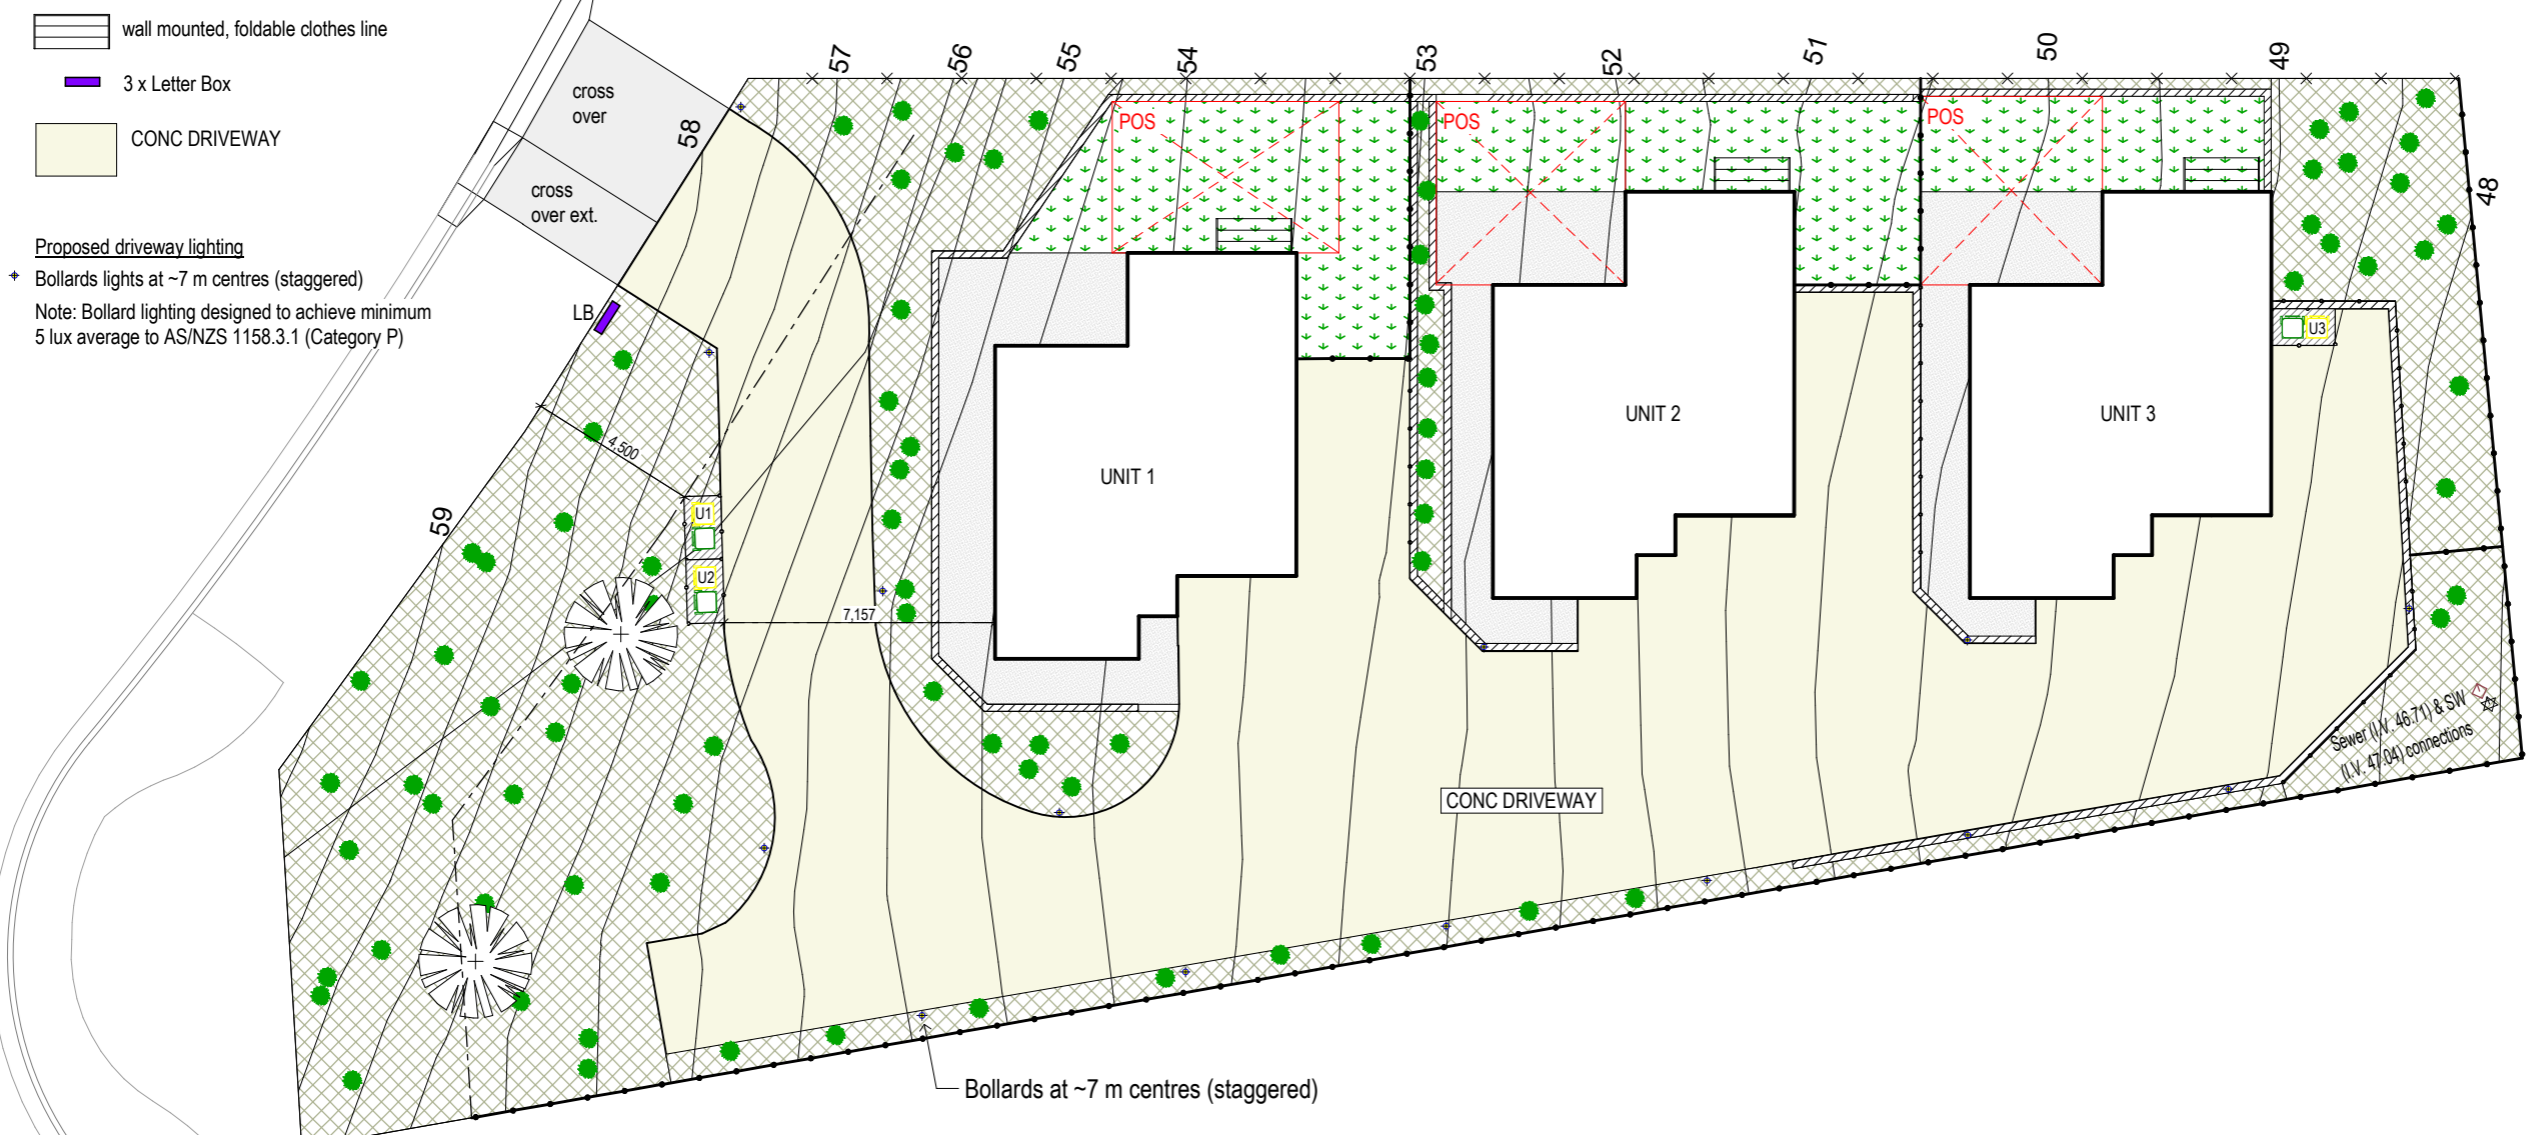 wall mounted, foldable clothes line
3 x Letter Box
CONC DRIVEWAY
Proposed driveway lighting
Bollards lights at ~7 m centres (staggered)
Note: Bollard lighting designed to achieve minimum
5 lux average to AS/NZS 1158.3.1 (Category P)
cross
over
cross
over ext.
LB
57
56
55
54
53
52
51
50
49
48
58
59
POS
POS
POS
4,500
U1
U2
U3
7,157
UNIT 1
UNIT 2
UNIT 3
CONC DRIVEWAY
Sewer (I.V. 46.71) & SW
(I.V. 47.04) connections
Bollards at ~7 m centres (staggered)